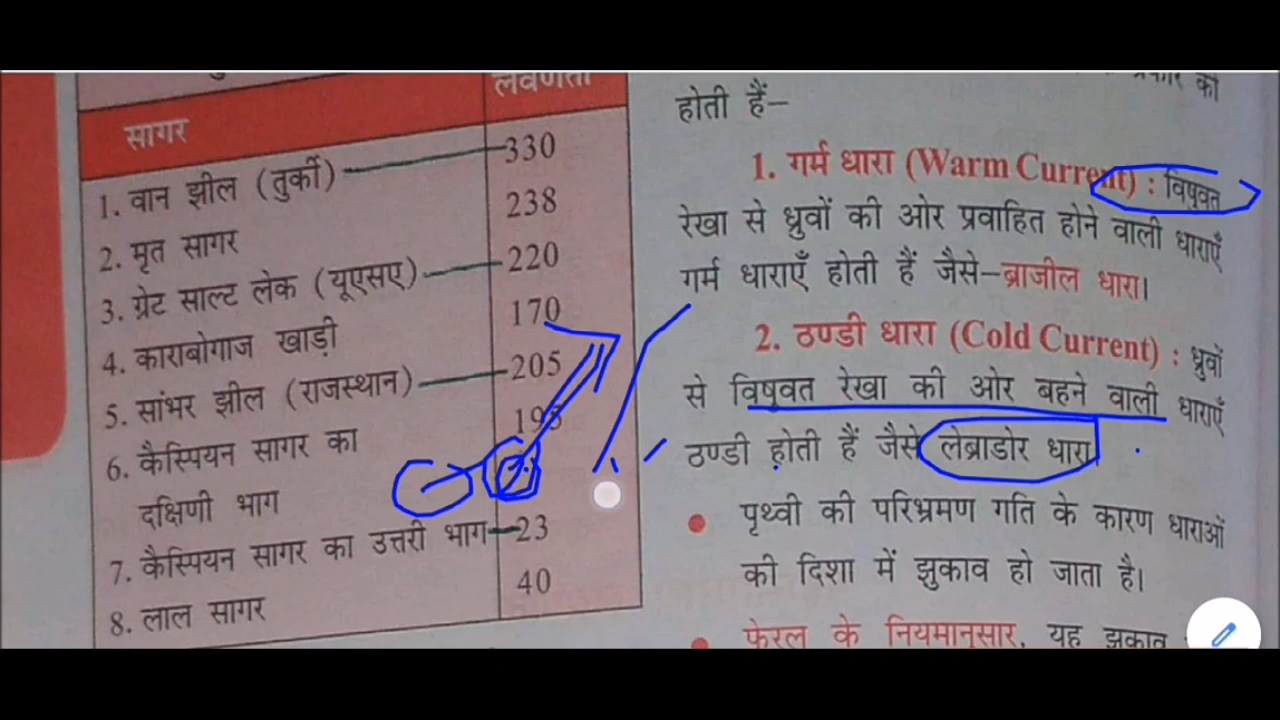 सागर
लवणता
1. वान झील (तुर्की) 330
2. मृत सागर 238
3. ग्रेट साल्ट लेक (यूएसए) 220
4. काराबोगाज खाड़ी 170
5. सांभर झील (राजस्थान) 205
6. कैस्पियन सागर का 195
दक्षिणी भाग
7. कैस्पियन सागर का उत्तरी भाग 23
8. लाल सागर 40
होती हैं–
1. गर्म धारा (Warm Current) : विषुवत
रेखा से ध्रुवों की ओर प्रवाहित होने वाली धाराएँ
गर्म धाराएँ होती हैं जैसे–ब्राजील धारा।
2. ठण्डी धारा (Cold Current) : ध्रुवों
से विषुवत रेखा की ओर बहने वाली धाराएँ
ठण्डी होती हैं जैसे लेब्राडोर धारा।
• पृथ्वी की परिभ्रमण गति के कारण धाराओं
की दिशा में झुकाव हो जाता है।
• फेरल के नियमानुसार, यह झुकाव